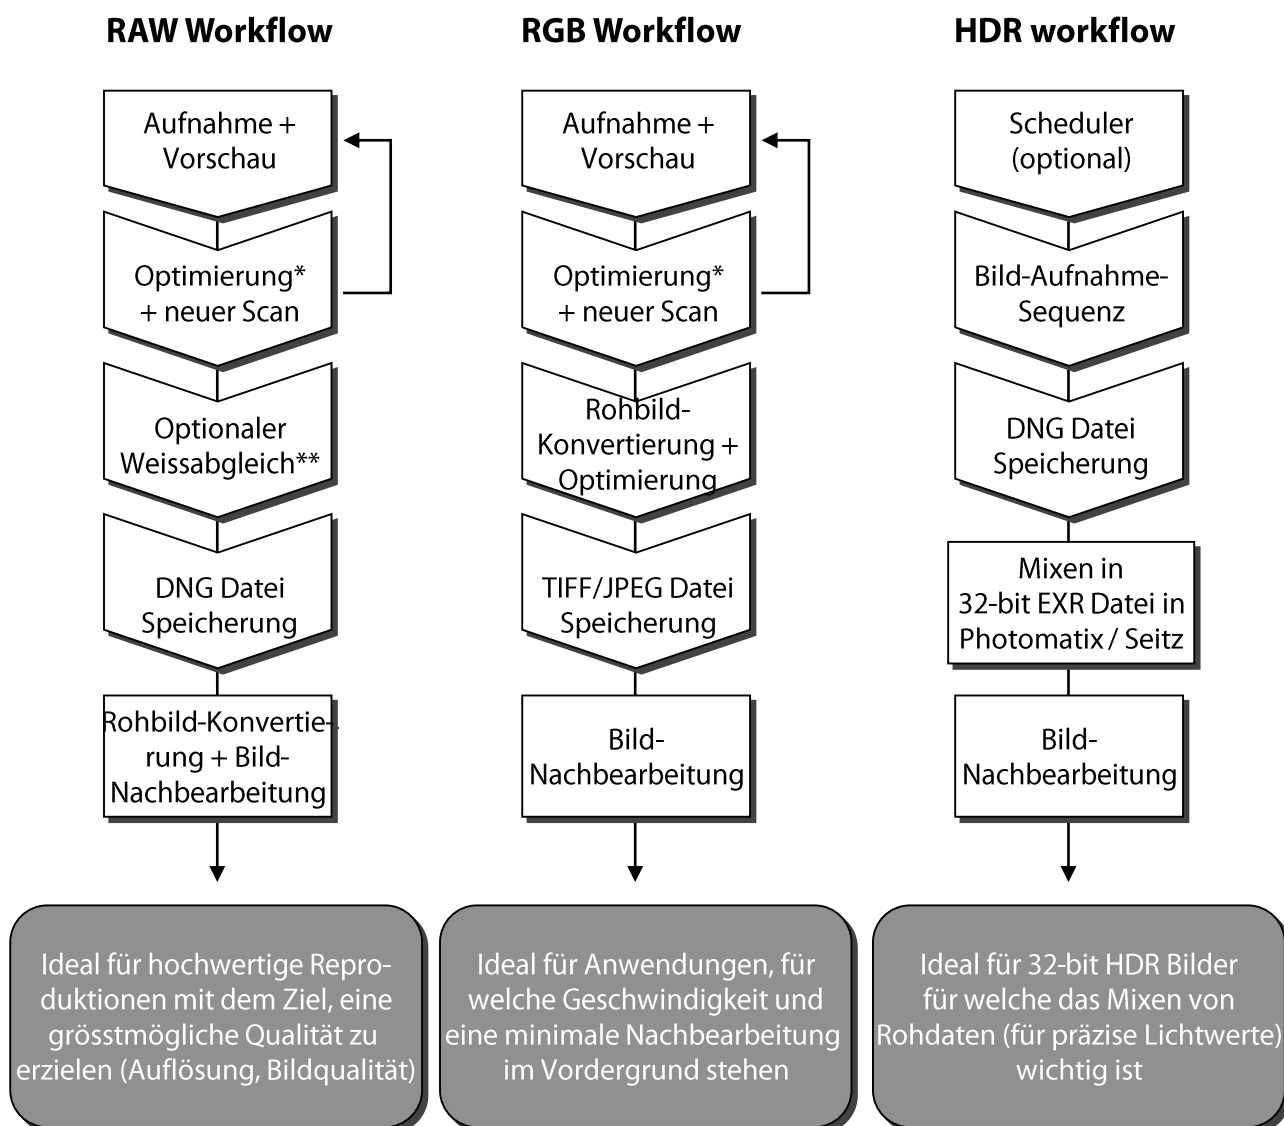 RAW Workflow
Aufnahme +
Vorschau
Optimierung*
+ neuer Scan
Optionaler
Weissabgleich**
DNG Datei
Speicherung
Rohbild-Konvertie-
rung + Bild-
Nachbearbeitung
Ideal für hochwertige Repro-
duktionen mit dem Ziel, eine
grösstmögliche Qualität zu
erzielen (Auflösung, Bildqualität)
RGB Workflow
Aufnahme +
Vorschau
Optimierung*
+ neuer Scan
Rohbild-
Konvertierung +
Optimierung
TIFF/JPEG Datei
Speicherung
Bild-
Nachbearbeitung
Ideal für Anwendungen, für
welche Geschwindigkeit und
eine minimale Nachbearbeitung
im Vordergrund stehen
HDR workflow
Scheduler
(optional)
Bild-Aufnahme-
Sequenz
DNG Datei
Speicherung
Mixen in
32-bit EXR Datei in
Photomatix / Seitz
Bild-
Nachbearbeitung
Ideal für 32-bit HDR Bilder
für welche das Mixen von
Rohdaten (für präzise Lichtwerte)
wichtig ist